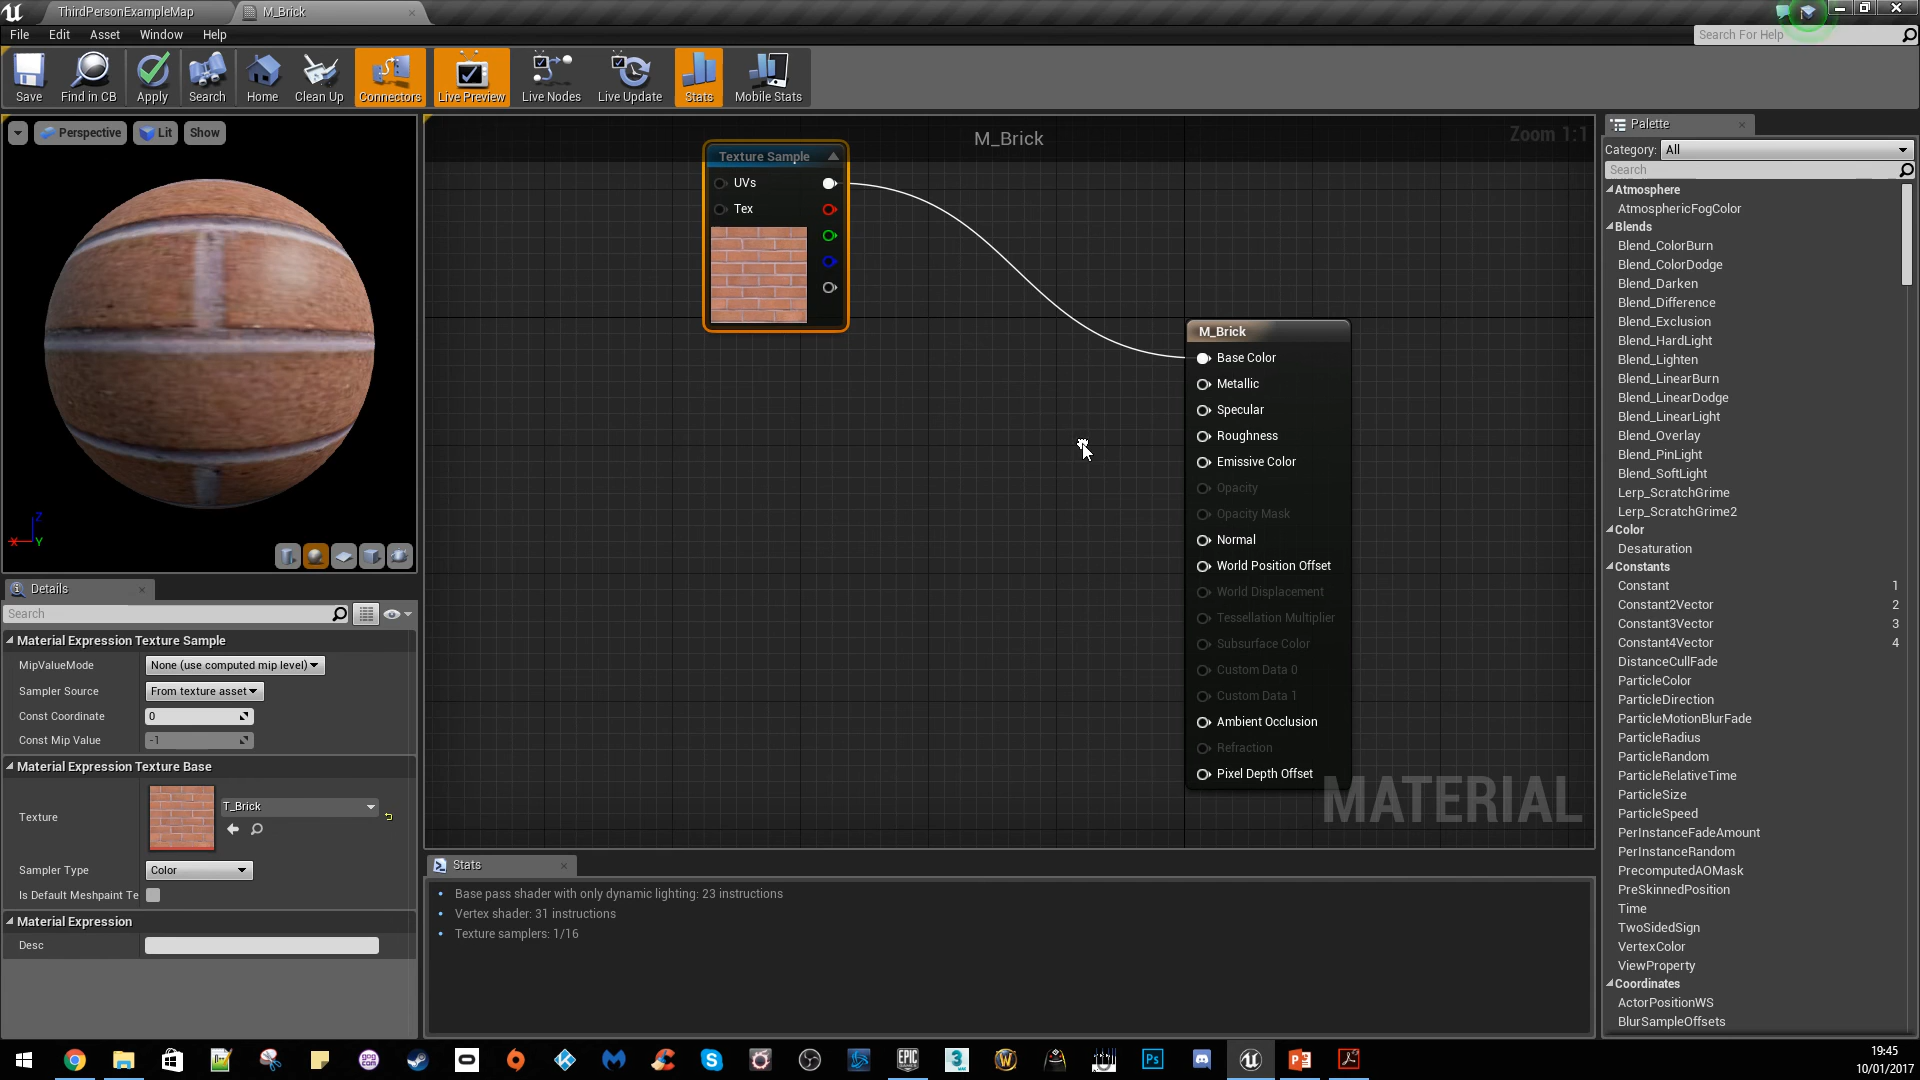 ThirdPersonExampleMap
M_Brick
File Edit Asset Window Help
Search For Help
Save Find in CB Apply Search Home Clean Up Connectors Live Preview Live Nodes Live Update Stats Mobile Stats
Perspective Lit Show
Z
X
Y
Details
Search
Material Expression Texture Sample
MipValueMode None (use computed mip level)
Sampler Source From texture asset
Const Coordinate 0
Const Mip Value -1
Material Expression Texture Base
Texture T_Brick
Sampler Type Color
Is Default Meshpaint Te
Material Expression
Desc
M_Brick
Zoom 1:1
Texture Sample
UVs
Tex
M_Brick
Base Color
Metallic
Specular
Roughness
Emissive Color
Opacity
Opacity Mask
Normal
World Position Offset
World Displacement
Tessellation Multiplier
Subsurface Color
Custom Data 0
Custom Data 1
Ambient Occlusion
Refraction
Pixel Depth Offset
MATERIAL
Stats
Base pass shader with only dynamic lighting: 23 instructions
Vertex shader: 31 instructions
Texture samplers: 1/16
Palette
Category: All
Search
Atmosphere
AtmosphericFogColor
Blends
Blend_ColorBurn
Blend_ColorDodge
Blend_Darken
Blend_Difference
Blend_Exclusion
Blend_HardLight
Blend_Lighten
Blend_LinearBurn
Blend_LinearDodge
Blend_LinearLight
Blend_Overlay
Blend_PinLight
Blend_SoftLight
Lerp_ScratchGrime
Lerp_ScratchGrime2
Color
Desaturation
Constants
Constant 1
Constant2Vector 2
Constant3Vector 3
Constant4Vector 4
DistanceCullFade
ParticleColor
ParticleDirection
ParticleMotionBlurFade
ParticleRadius
ParticleRandom
ParticleRelativeTime
ParticleSize
ParticleSpeed
PerInstanceFadeAmount
PerInstanceRandom
PrecomputedAOMask
PreSkinnedPosition
Time
TwoSidedSign
VertexColor
ViewProperty
Coordinates
ActorPositionWS
BlurSampleOffsets
EPIC
Ps
19:45
10/01/2017